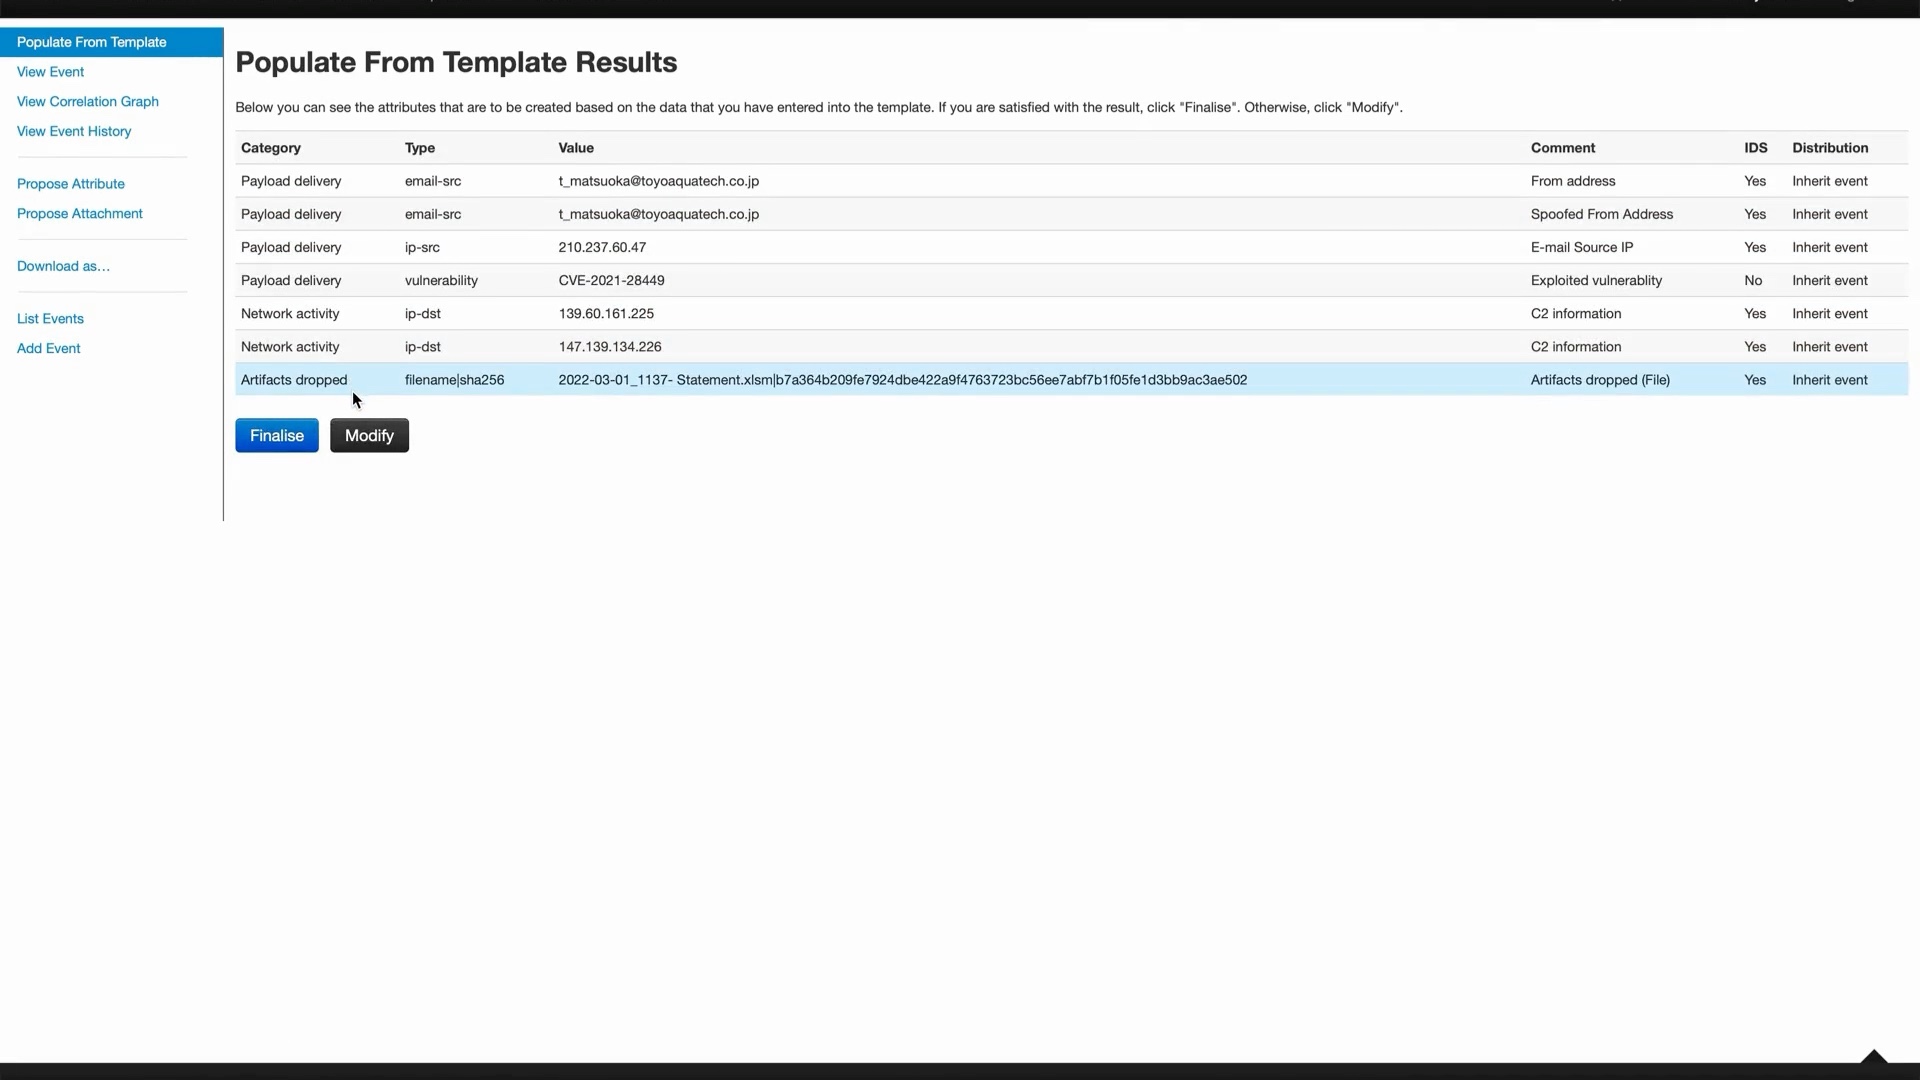 Populate From Template
View Event
View Correlation Graph
View Event History
Propose Attribute
Propose Attachment
Download as…
List Events
Add Event
Populate From Template Results
Below you can see the attributes that are to be created based on the data that you have entered into the template. If you are satisfied with the result, click "Finalise". Otherwise, click "Modify".
Category Type Value Comment IDS Distribution
Payload delivery email-src t_matsuoka@toyoaquatech.co.jp From address Yes Inherit event
Payload delivery email-src t_matsuoka@toyoaquatech.co.jp Spoofed From Address Yes Inherit event
Payload delivery ip-src 210.237.60.47 E-mail Source IP Yes Inherit event
Payload delivery vulnerability CVE-2021-28449 Exploited vulnerablity No Inherit event
Network activity ip-dst 139.60.161.225 C2 information Yes Inherit event
Network activity ip-dst 147.139.134.226 C2 information Yes Inherit event
Artifacts dropped filename|sha256 2022-03-01_1137- Statement.xlsm|b7a364b209fe7924dbe422a9f4763723bc56ee7abf7b1f05fe1d3bb9ac3ae502 Artifacts dropped (File) Yes Inherit event
Finalise Modify